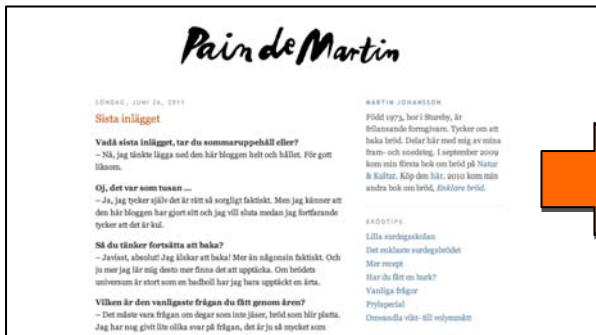 Pain de Martin
SÖNDAG, JUNI 26, 2011
Sista inlägget
Vadå sista inlägget, tar du sommaruppehåll eller?
– Nä, jag tänkte lägga ned den här bloggen helt och hållet. För gott
liksom.
Oj, det var som tusan ...
– Ja, jag tycker själv det är rätt så sorgligt faktiskt. Men jag känner att
den här bloggen har gjort sitt och jag vill sluta medan jag fortfarande
tycker att det är kul.
Så du tänker fortsätta att baka?
– Javisst, absolut! Jag älskar att baka! Mer än någonsin faktiskt. Och
ju mer jag lär mig desto mer finns det att upptäcka. Om brödets
universum är stort som en badboll har jag bara upptäckt en ärta.
Vilken är den vanligaste frågan du fått genom åren?
– Det måste vara frågan om degar som inte jäser, bröd som blir platta.
Jag har nog givit lite olika svar på frågan, det är ju så mycket som
MARTIN JOHANSSON
Född 1973, bor i Stureby, är
frilansande formgivare. Tycker om att
baka bröd. Delar här med mig av mina
fram- och snedsteg. I september 2009
kom min första bok om bröd på Natur
& Kultur. Köp den här. 2010 kom min
andra bok om bröd, Enklare bröd.
BRÖDTIPS
Lilla surdegsskolan
Det enklaste surdegsbrödet
Mer recept
Har du fått en burk?
Vanliga frågor
Prylspecial
Omvandla vikt- till volymmått